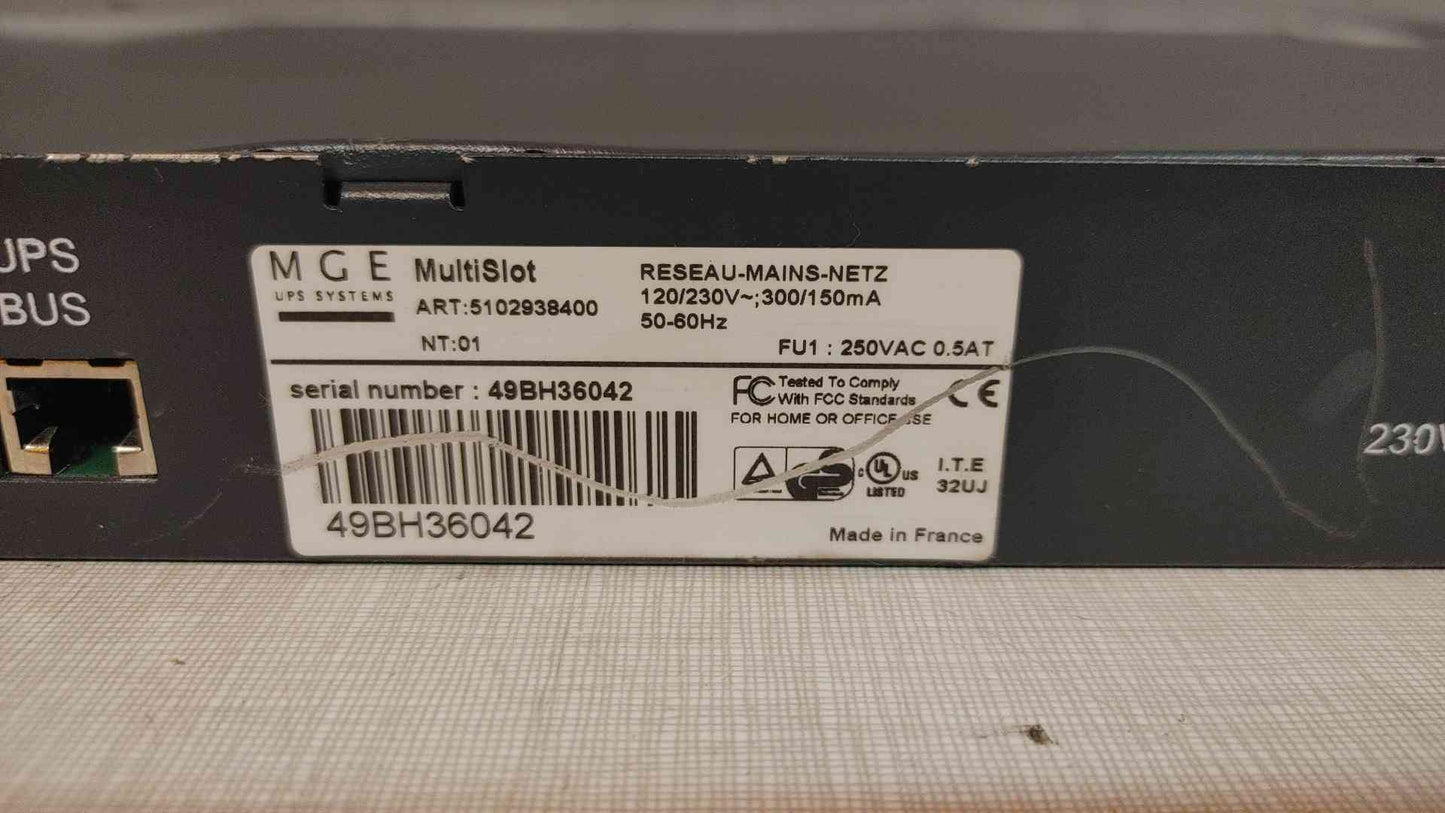 UPS
BUS
MGE
UPS SYSTEMS
MultiSlot
ART:5102938400
NT:01
RESEAU-MAINS-NETZ
120/230V~;300/150mA
50-60Hz
FU1 : 250VAC 0.5AT
serial number : 49BH36042
49BH36042
FC Tested To Comply
With FCC Standards
CE
FOR HOME OR OFFICE USE
c UL us
LISTED
I.T.E
32UJ
Made in France
230V